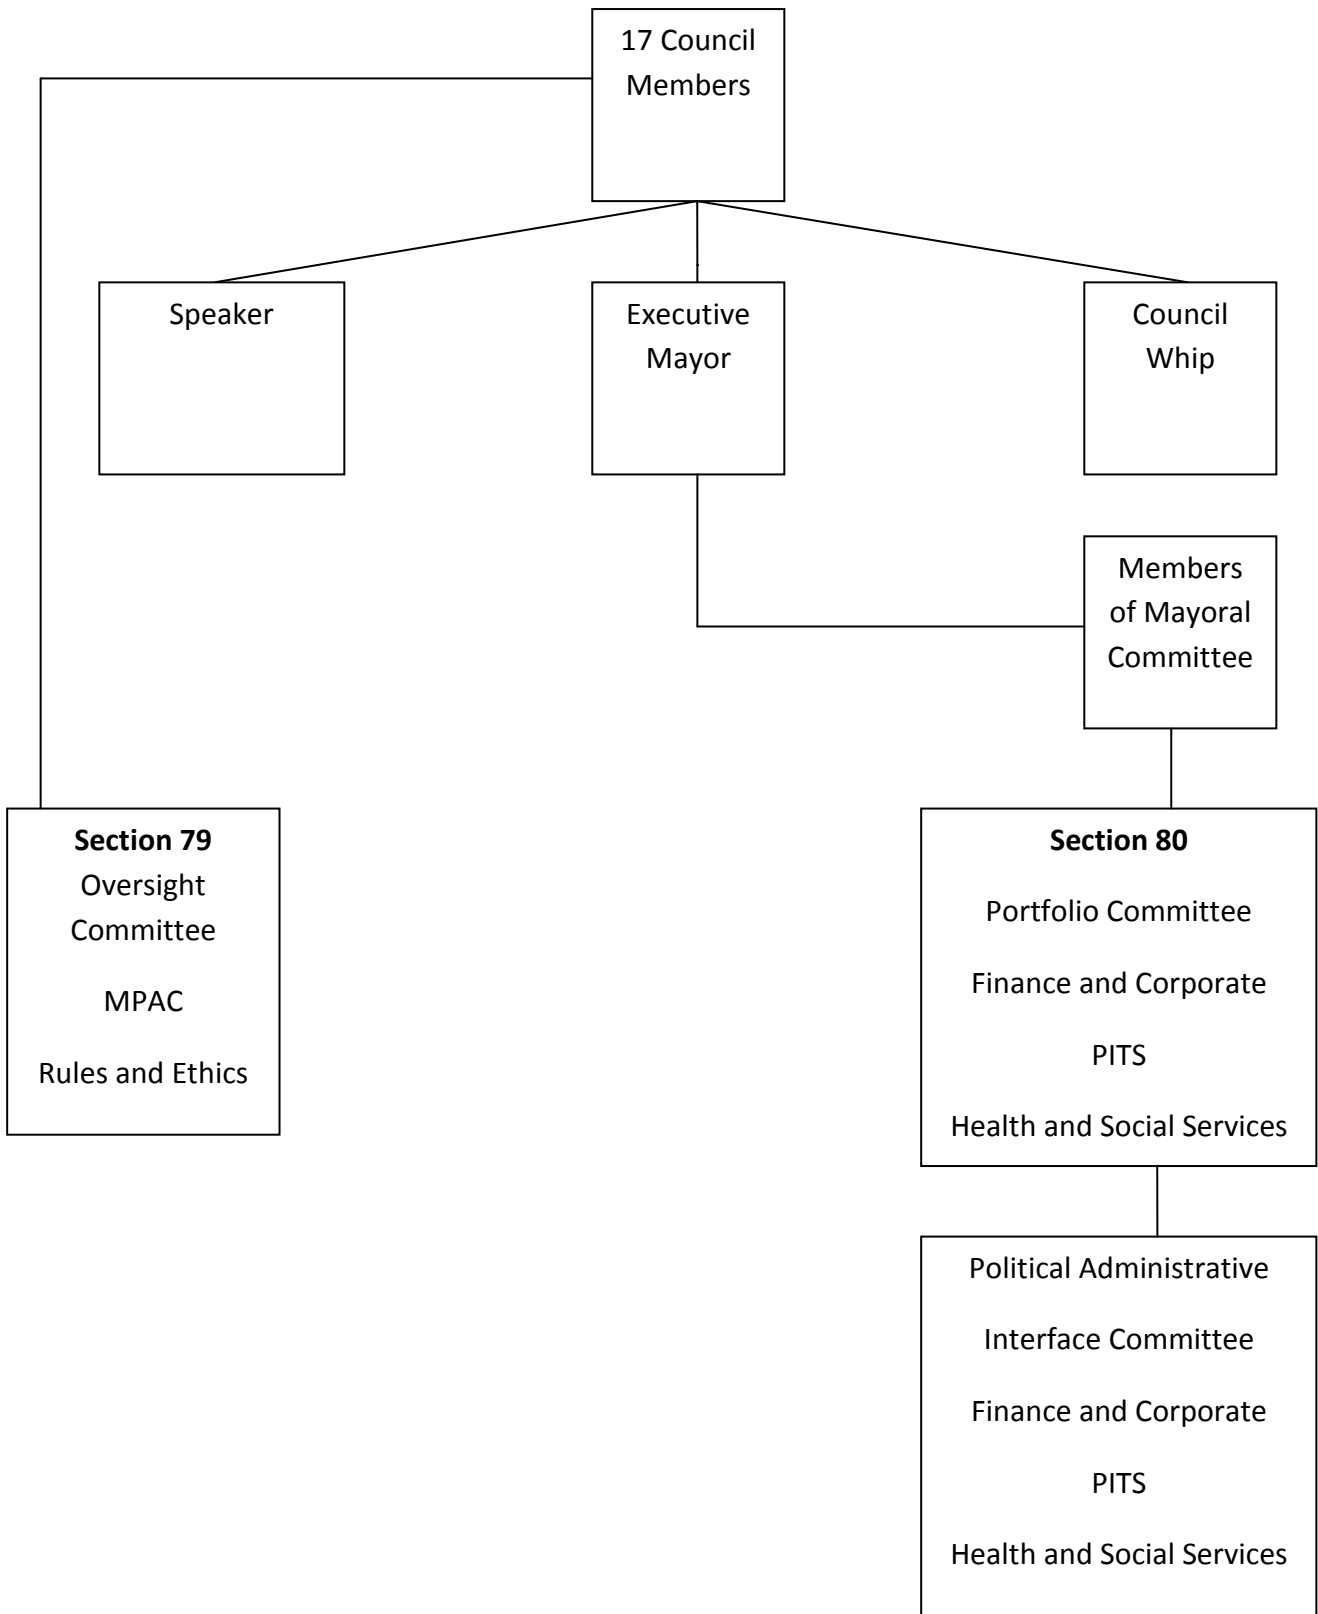 17 Council
Members
Speaker
Executive
Mayor
Council
Whip
Members
of Mayoral
Committee
Section 79
Oversight
Committee
MPAC
Rules and Ethics
Section 80
Portfolio Committee
Finance and Corporate
PITS
Health and Social Services
Political Administrative
Interface Committee
Finance and Corporate
PITS
Health and Social Services